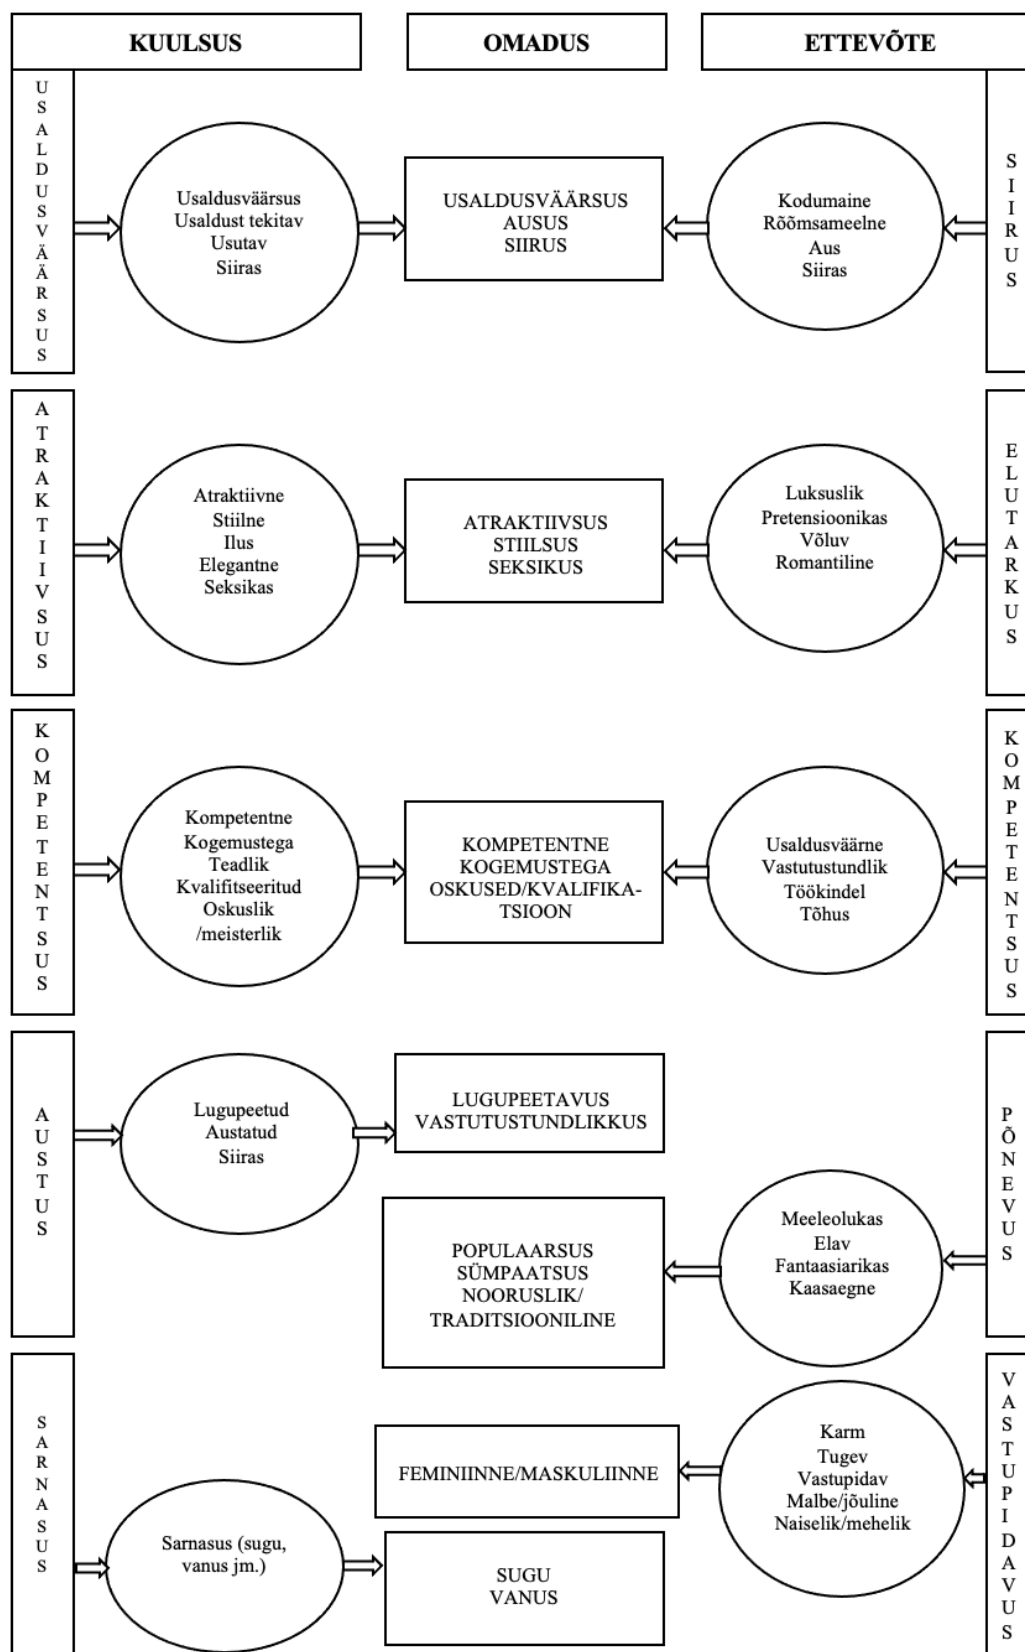 KUULSUS
OMADUS
ETTEVÕTE
USALDUSVÄÄRSUS
Usaldusväärsus
Usaldust tekitav
Usutav
Siiras
USALDUSVÄÄRSUS
AUSUS
SIIRUS
Kodumaine
Rõõmsameelne
Aus
Siiras
SIIRUS
ATRAKTIIVSUS
Atraktiivne
Stiilne
Ilus
Elegantne
Seksikas
ATRAKTIIVSUS
STIILSUS
SEKSIKUS
Luksuslik
Pretensioonikas
Võluv
Romantiline
ELUTARKUS
KOMPETENTSUS
Kompetentne
Kogemustega
Teadlik
Kvalifitseeritud
Oskuslik
/meisterlik
KOMPETENTNE
KOGEMUSTEGA
OSKUSED/KVALIFIKA-
TSIOON
Usaldusväärne
Vastutustundlik
Töökindel
Tõhus
KOMPETENTSUS
AUSTUS
Lugupeetud
Austatud
Siiras
LUGUPEETAVUS
VASTUTUSTUNDLIKKUS
POPULAARSUS
SÜMPAATSUS
NOORUSLIK/
TRADITSIOONILINE
Meeleolukas
Elav
Fantaasiarikas
Kaasaegne
PÕNEVUS
SARNASUS
Sarnasus (sugu,
vanus jm.)
FEMINIINNE/MASKULIINNE
SUGU
VANUS
Karm
Tugev
Vastupidav
Malbe/jõuline
Naiselik/mehelik
VASTUPIDAVUS